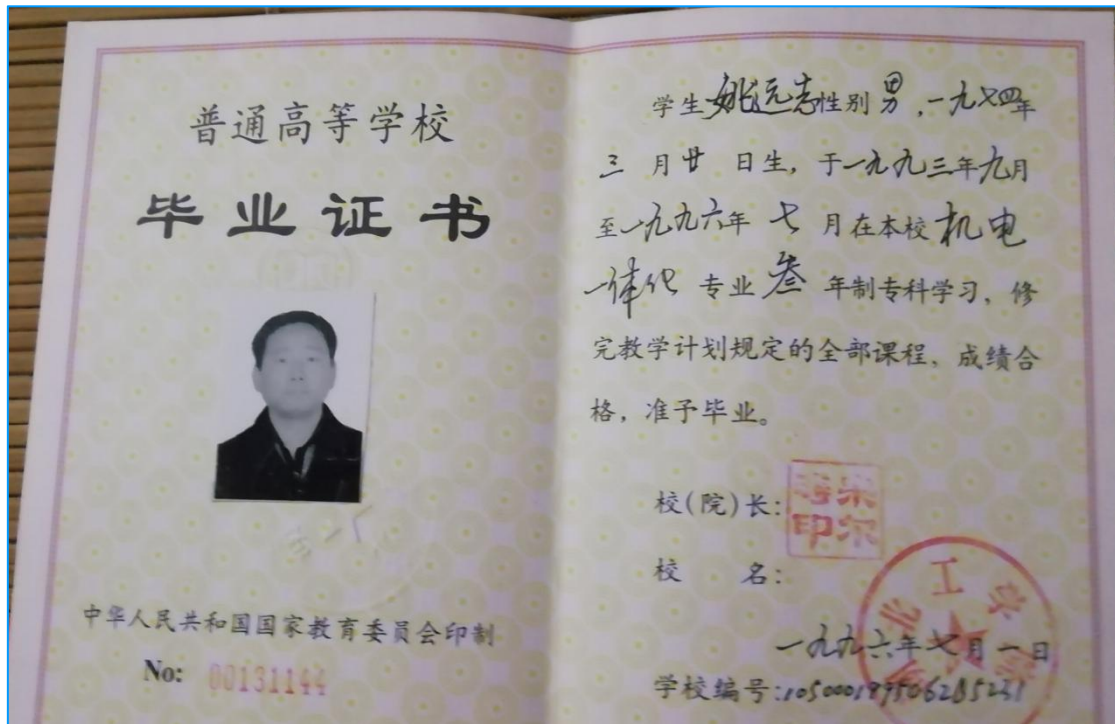 普通高等学校
毕业证书
中华人民共和国国家教育委员会印制
No: 00131144
学生姚远志性别男,一九七四年
三月廿日生,于一九九三年九月
至一九九六年七月在本校机电
一体化专业叁年制专科学习,修
完教学计划规定的全部课程,成绩合
格,准予毕业。
校(院)长:
校 名:
工
北
一九九六年七月一日
学校编号: